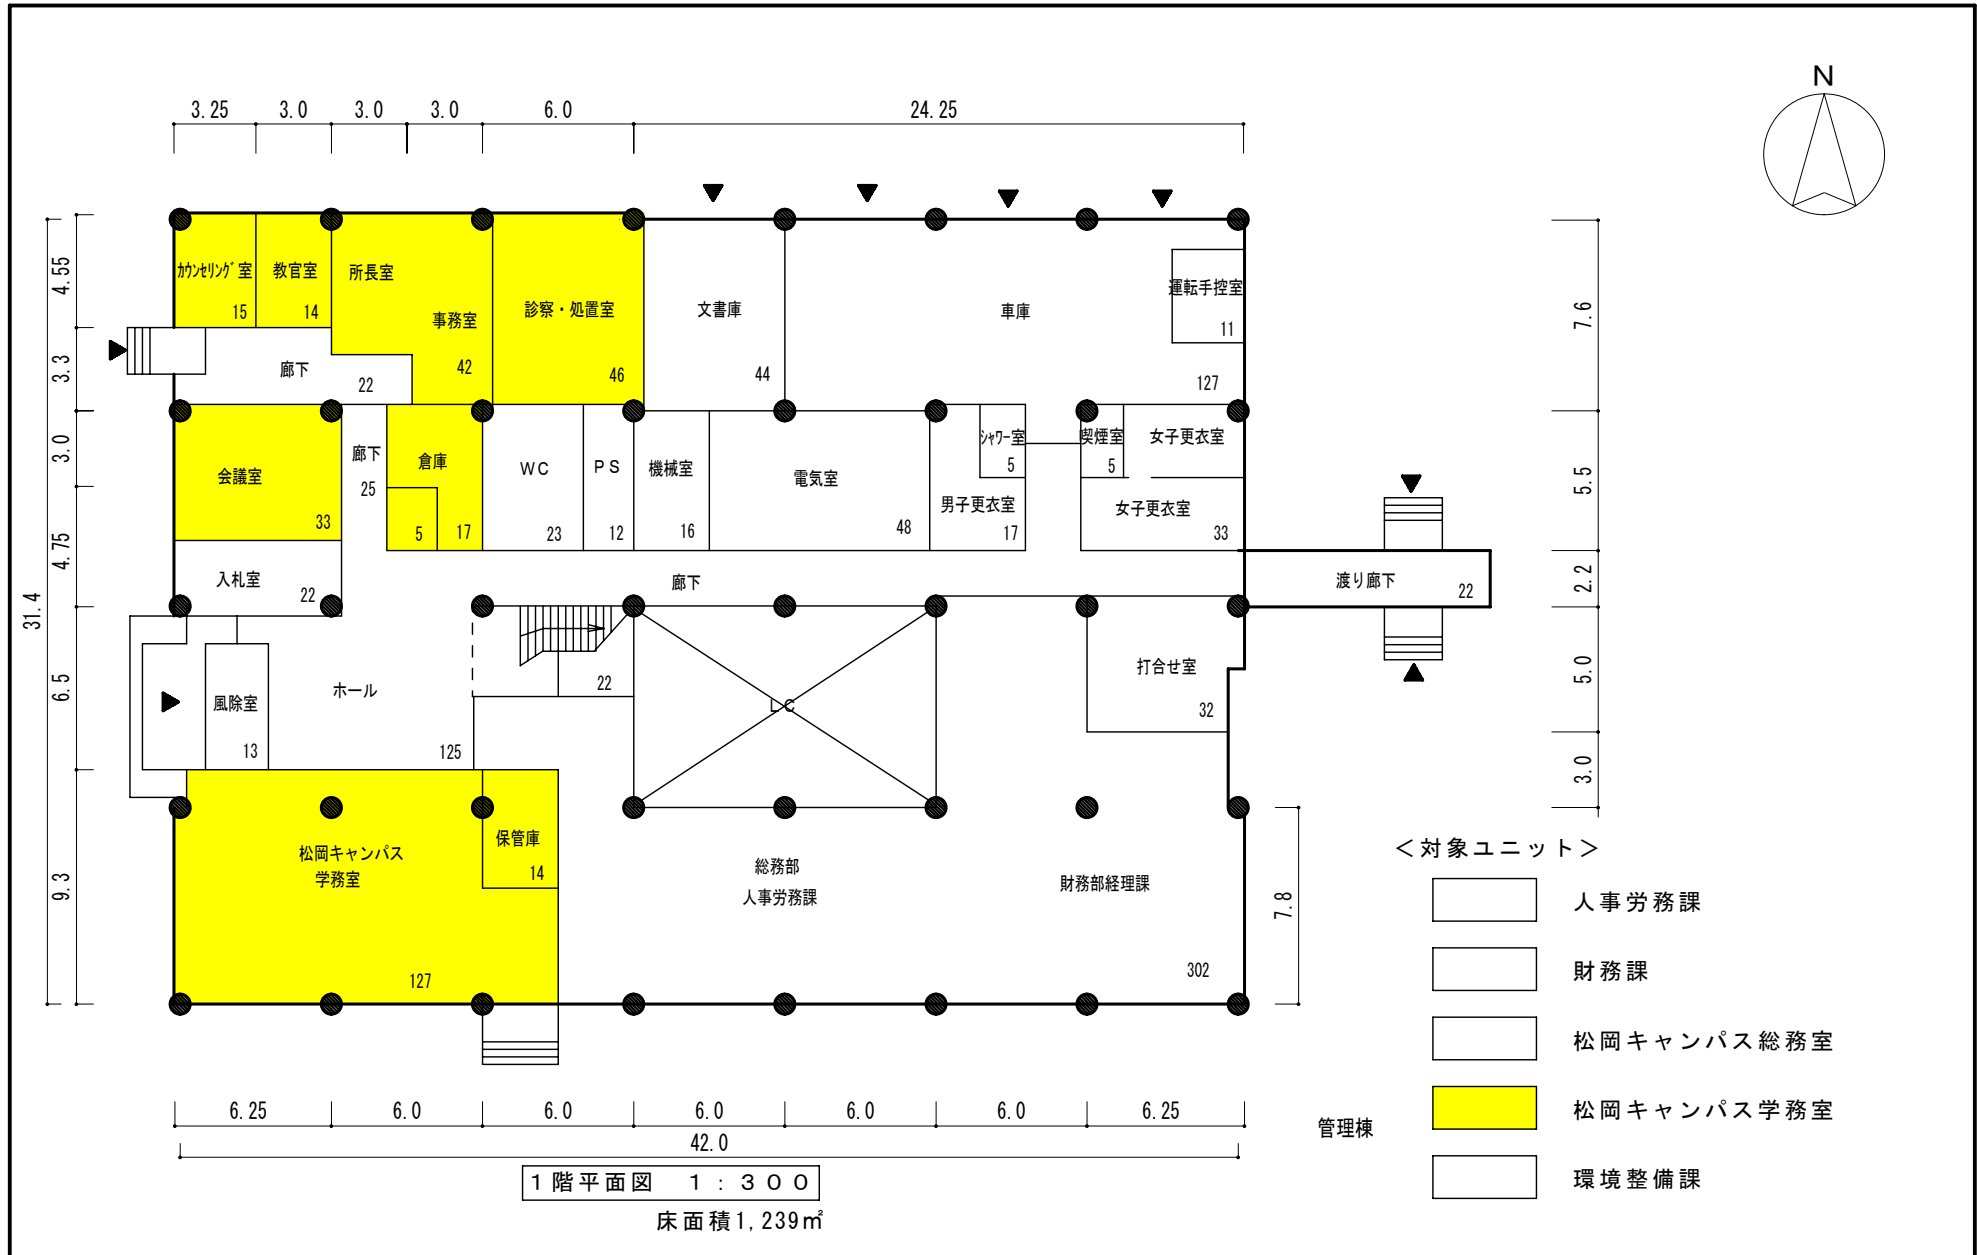 N
3.25 3.0 3.0 3.0 6.0 24.25
カウンセリング室 15
教官室 14
所長室
事務室 42
診察・処置室 46
文書庫 44
車庫 127
運転手控室 11
廊下 22
会議室 33
廊下 25
倉庫 17
5
WC 23
PS 12
機械室 16
電気室 48
シャワー室 5
男子更衣室 17
喫煙室 5
女子更衣室
女子更衣室 33
入札室 22
廊下
渡り廊下 22
風除室 13
ホール 125
22
LC
打合せ室 32
松岡キャンパス
学務室
127
保管庫 14
総務部
人事労務課
財務部経理課
302
31.4
4.55
3.3
3.0
4.75
6.5
9.3
7.6
5.5
2.2
5.0
3.0
7.8
6.25 6.0 6.0 6.0 6.0 6.0 6.25
42.0
1階平面図 1:300
床面積1,239㎡
管理棟
<対象ユニット>
人事労務課
財務課
松岡キャンパス総務室
松岡キャンパス学務室
環境整備課